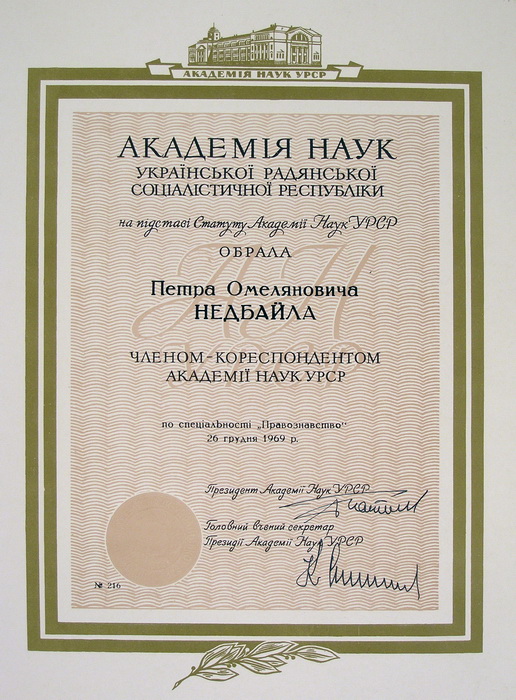 АКАДЕМІЯ НАУК УРСР
АКАДЕМІЯ НАУК
УКРАЇНСЬКОЇ РАДЯНСЬКОЇ
СОЦІАЛІСТИЧНОЇ РЕСПУБЛІКИ
на підставі Статуту Академії Наук УРСР
ОБРАЛА
Петра Омеляновича
НЕДБАЙЛА
ЧЛЕНОМ-КОРЕСПОНДЕНТОМ
АКАДЕМІЇ НАУК УРСР
по спеціальності „Правознавство"
26 грудня 1969 р.
Президент Академії Наук УРСР
Головний вчений секретар
Президії Академії Наук УРСР
№ 216